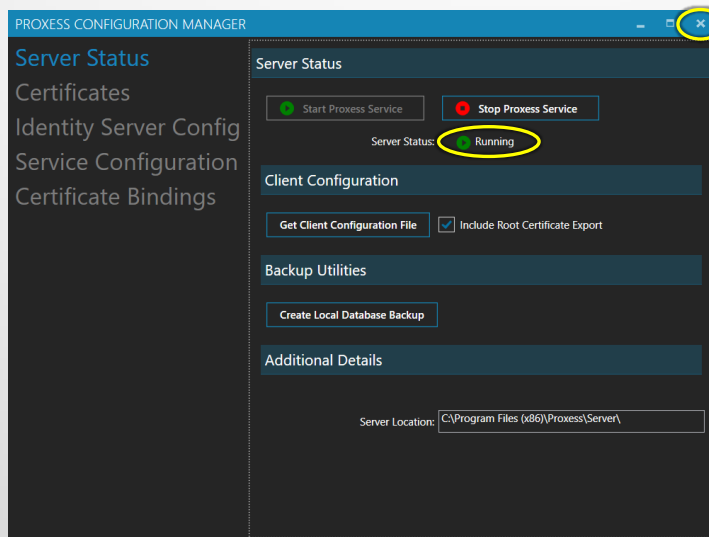 PROXESS CONFIGURATION MANAGER
Server Status
Certificates
Identity Server Config
Service Configuration
Certificate Bindings
Server Status
Start Proxess Service
Stop Proxess Service
Server Status: Running
Client Configuration
Get Client Configuration File
Include Root Certificate Export
Backup Utilities
Create Local Database Backup
Additional Details
Server Location: C:\Program Files (x86)\Proxess\Server\